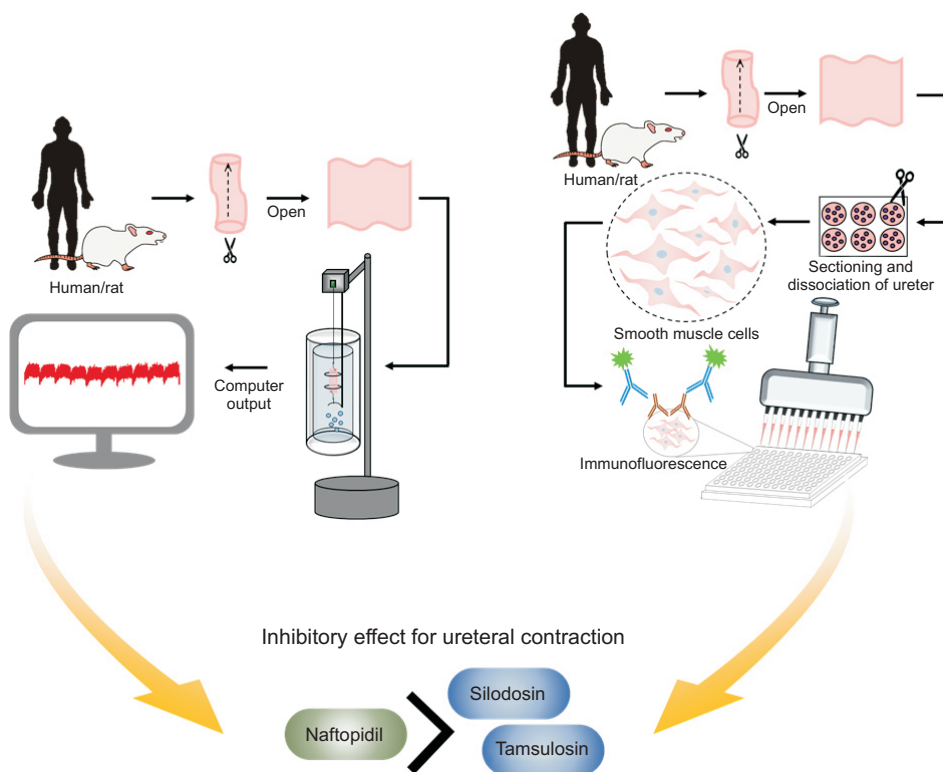 Open
Human/rat
Computer
output
Open
Human/rat
Sectioning and
dissociation of ureter
Smooth muscle cells
Immunofluorescence
Inhibitory effect for ureteral contraction
Naftopidil
Silodosin
Tamsulosin